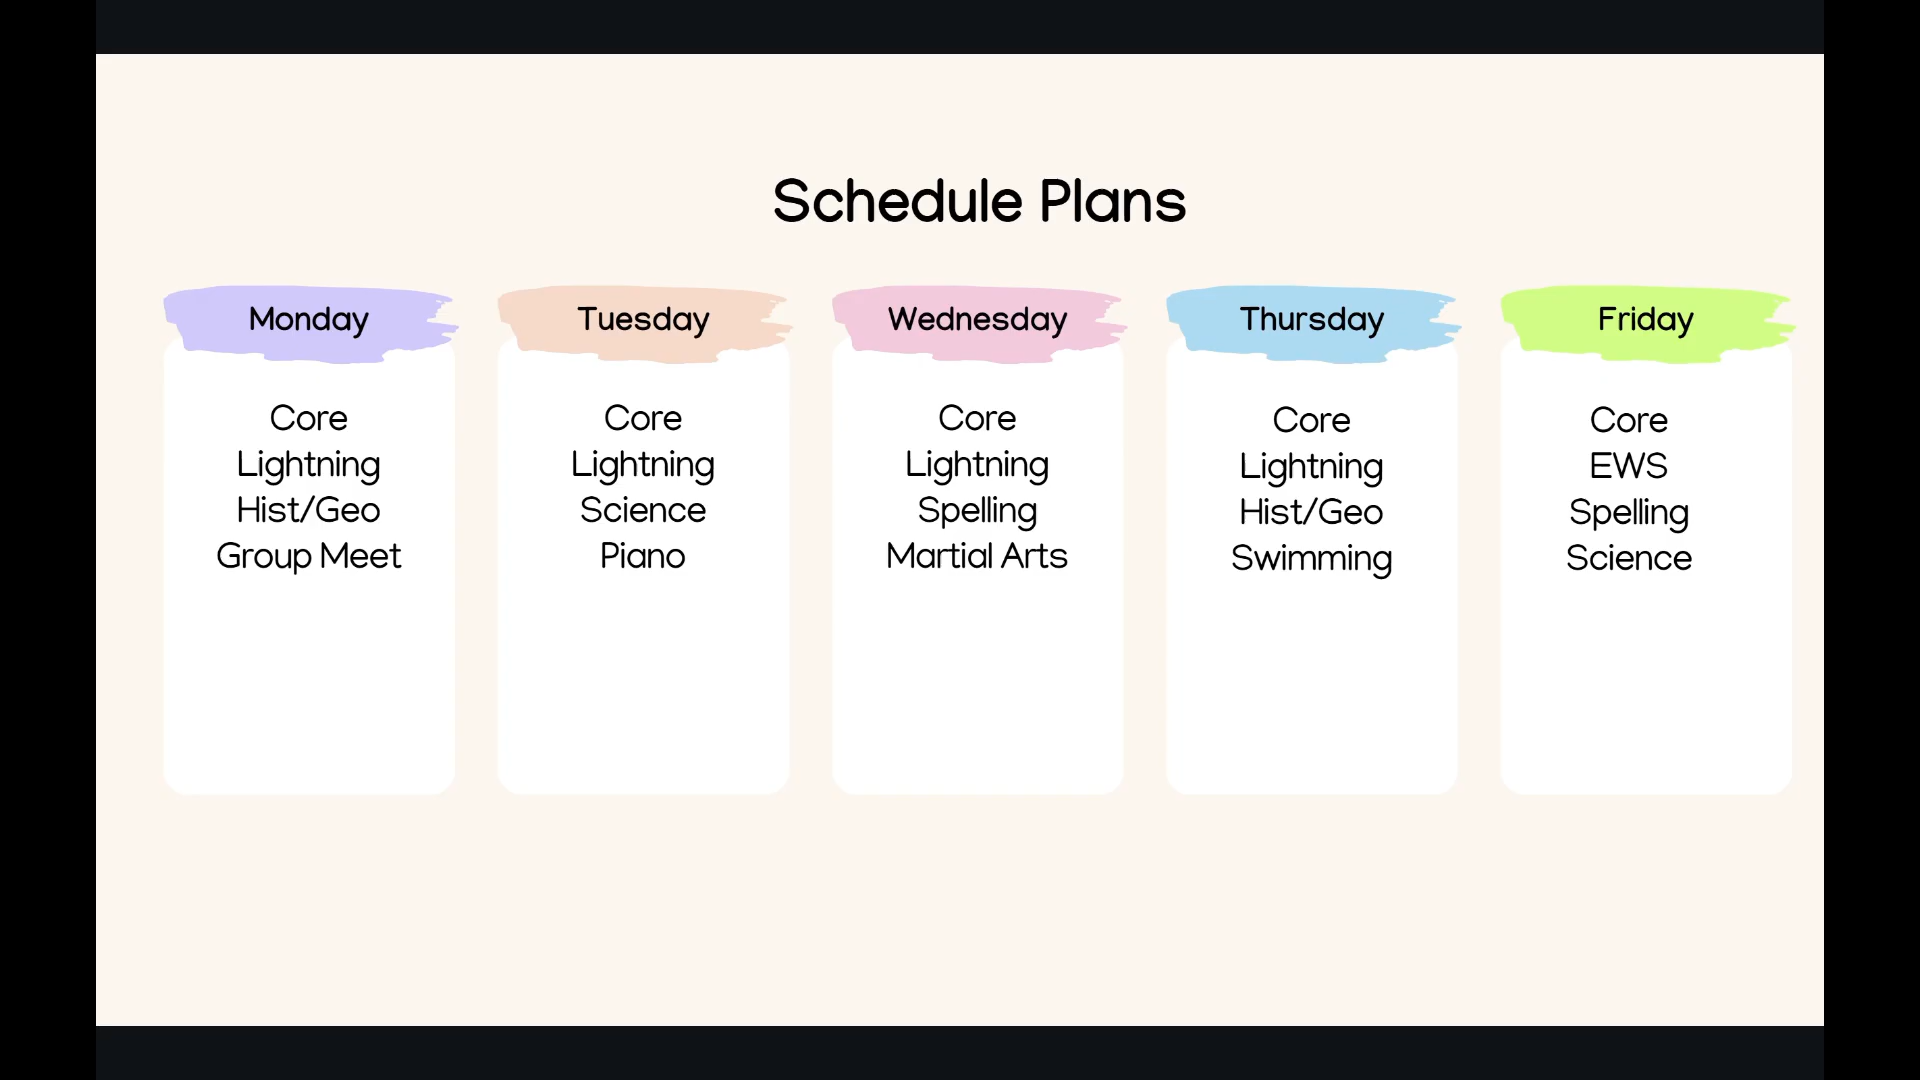 Schedule Plans
Monday
Core
Lightning
Hist/Geo
Group Meet
Tuesday
Core
Lightning
Science
Piano
Wednesday
Core
Lightning
Spelling
Martial Arts
Thursday
Core
Lightning
Hist/Geo
Swimming
Friday
Core
EWS
Spelling
Science